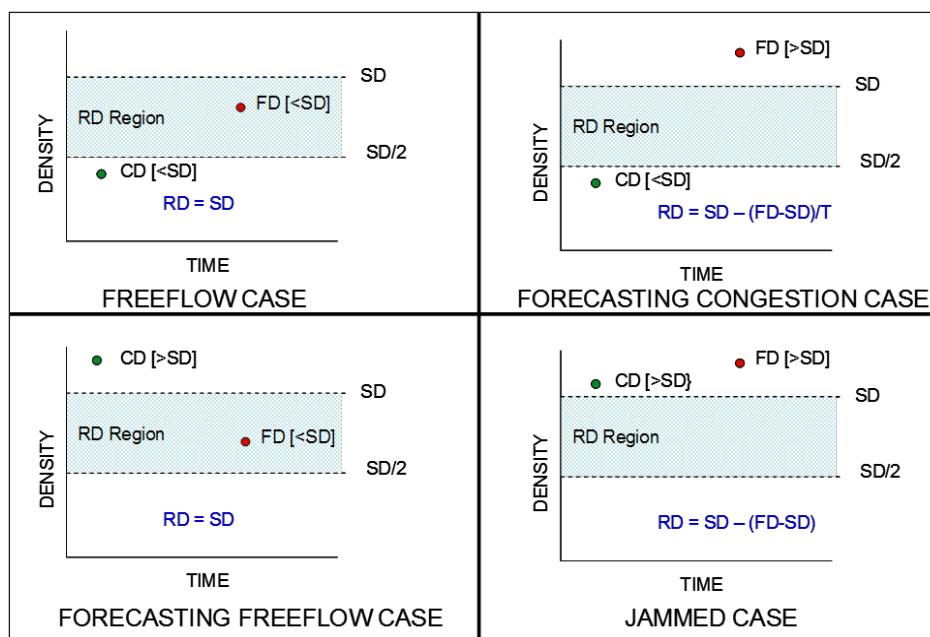 SD
FD [<SD]
RD Region
SD/2
CD [<SD]
RD = SD
DENSITY
TIME
FREEFLOW CASE
FD [>SD]
SD
RD Region
SD/2
CD [<SD]
RD = SD – (FD-SD)/T
DENSITY
TIME
FORECASTING CONGESTION CASE
CD [>SD]
SD
RD Region
FD [<SD]
SD/2
RD = SD
DENSITY
TIME
FORECASTING FREEFLOW CASE
FD [>SD]
CD [>SD}
SD
RD Region
SD/2
RD = SD – (FD-SD)
DENSITY
TIME
JAMMED CASE